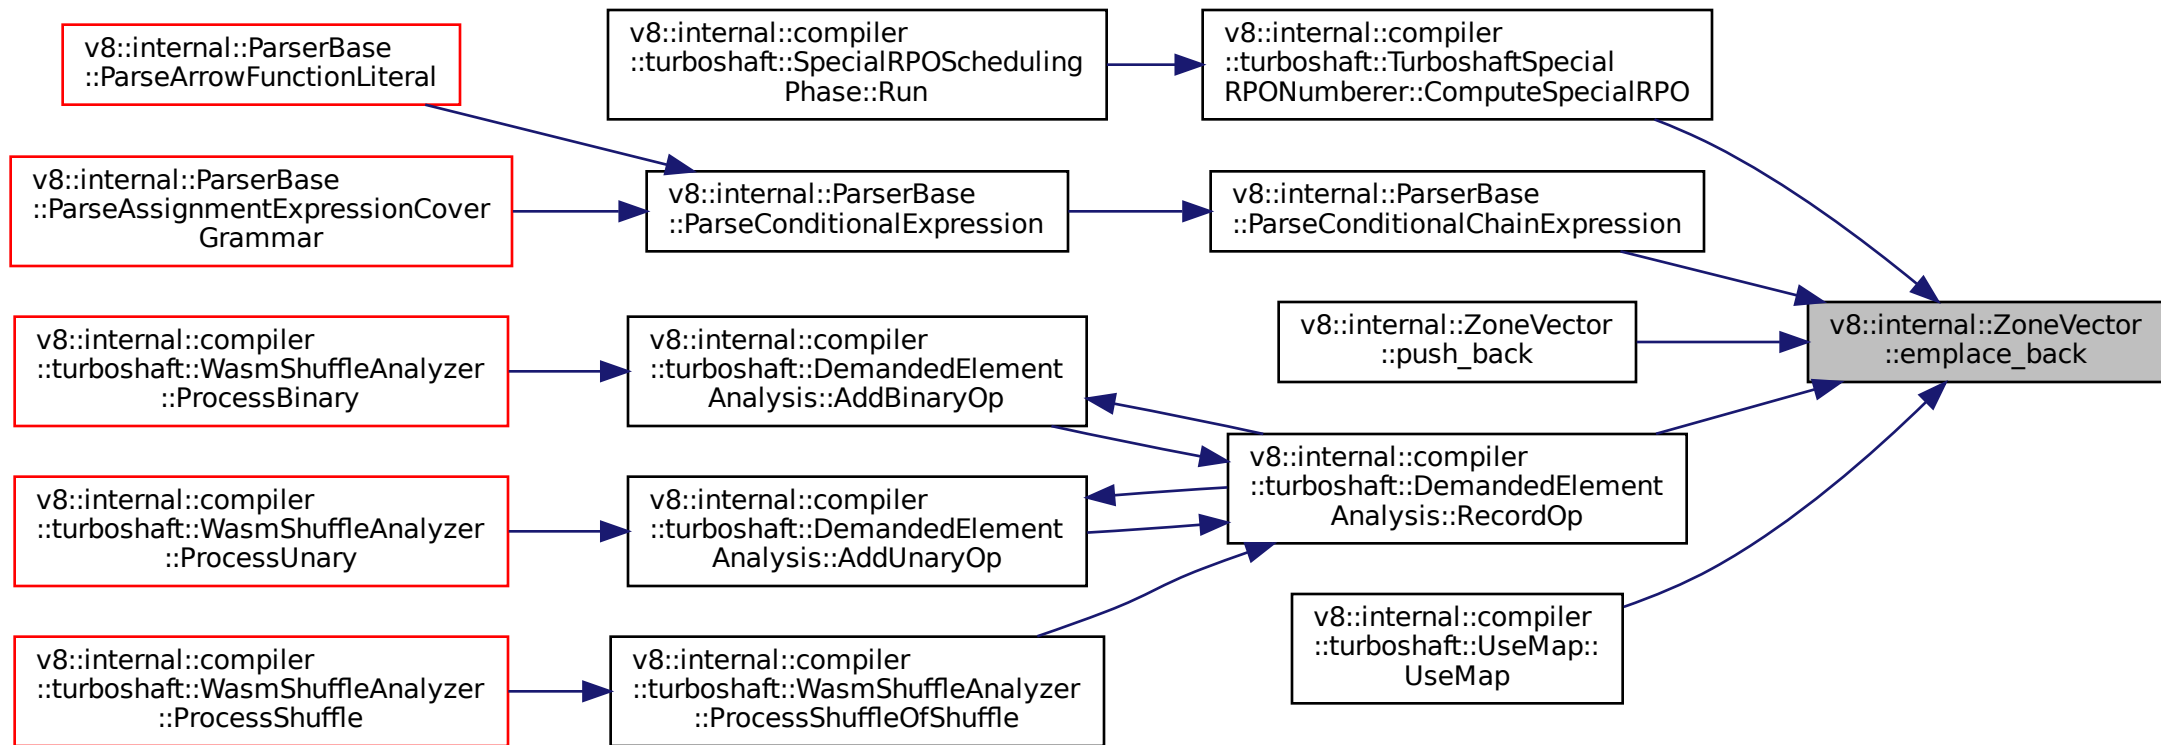 v8::internal::ParserBase
::ParseArrowFunctionLiteral
v8::internal::compiler
::turboshaft::SpecialRPOScheduling
Phase::Run
v8::internal::compiler
::turboshaft::TurboshaftSpecial
RPONumberer::ComputeSpecialRPO
v8::internal::ParserBase
::ParseAssignmentExpressionCover
Grammar
v8::internal::ParserBase
::ParseConditionalExpression
v8::internal::ParserBase
::ParseConditionalChainExpression
v8::internal::ZoneVector
::push_back
v8::internal::ZoneVector
::emplace_back
v8::internal::compiler
::turboshaft::WasmShuffleAnalyzer
::ProcessBinary
v8::internal::compiler
::turboshaft::DemandedElement
Analysis::AddBinaryOp
v8::internal::compiler
::turboshaft::DemandedElement
Analysis::RecordOp
v8::internal::compiler
::turboshaft::WasmShuffleAnalyzer
::ProcessUnary
v8::internal::compiler
::turboshaft::DemandedElement
Analysis::AddUnaryOp
v8::internal::compiler
::turboshaft::UseMap::
UseMap
v8::internal::compiler
::turboshaft::WasmShuffleAnalyzer
::ProcessShuffle
v8::internal::compiler
::turboshaft::WasmShuffleAnalyzer
::ProcessShuffleOfShuffle